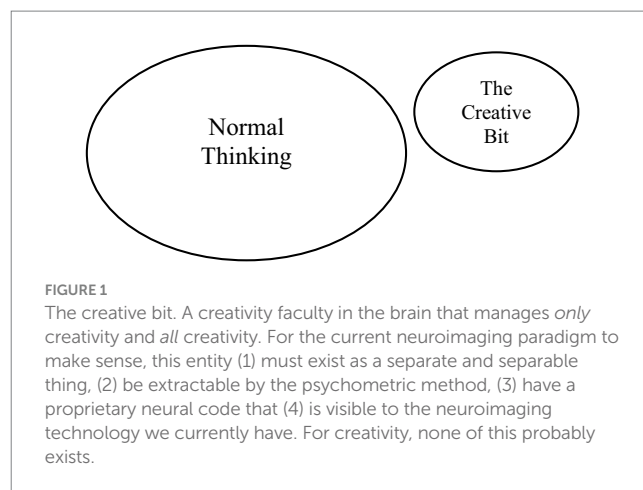 Normal
Thinking
The
Creative
Bit
FIGURE 1
The creative bit. A creativity faculty in the brain that manages only
creativity and all creativity. For the current neuroimaging paradigm to
make sense, this entity (1) must exist as a separate and separable
thing, (2) be extractable by the psychometric method, (3) have a
proprietary neural code that (4) is visible to the neuroimaging
technology we currently have. For creativity, none of this probably
exists.